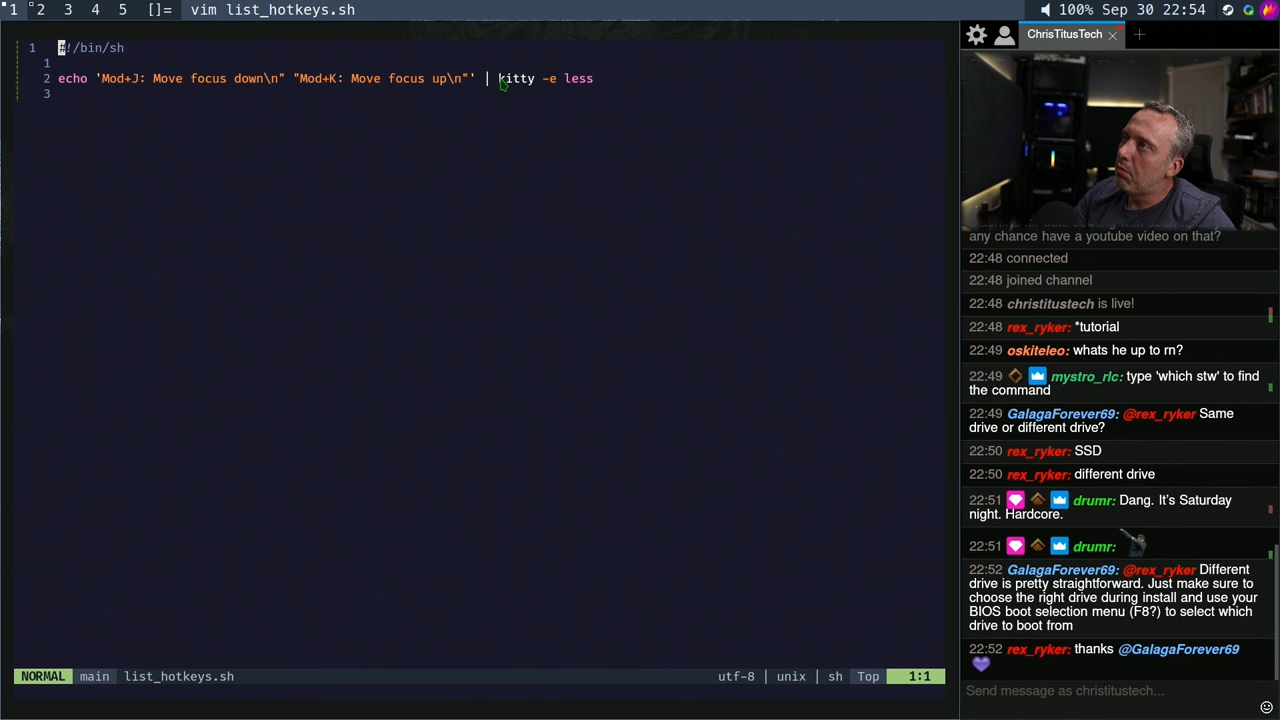 1 2 3 4 5 []= vim list_hotkeys.sh 100% Sep 30 22:54
1 #!/bin/sh
1
2 echo 'Mod+J: Move focus down\n" "Mod+K: Move focus up\n"' | kitty -e less
3
NORMAL main list_hotkeys.sh utf-8 | unix | sh Top 1:1
ChrisTitusTech
any chance have a youtube video on that?
22:48 connected
22:48 joined channel
22:48 christitustech is live!
22:48 rex_ryker: *tutorial
22:49 oskiteleo: whats he up to rn?
22:49 mystro_rlc: type 'which stw' to find
the command
22:49 GalagaForever69: @rex_ryker Same
drive or different drive?
22:50 rex_ryker: SSD
22:50 rex_ryker: different drive
22:51 drumr: Dang. It's Saturday
night. Hardcore.
22:51 drumr:
22:52 GalagaForever69: @rex_ryker Different
drive is pretty straightforward. Just make sure to
choose the right drive during install and use your
BIOS boot selection menu (F8?) to select which
drive to boot from
22:52 rex_ryker: thanks @GalagaForever69
Send message as christitustech...